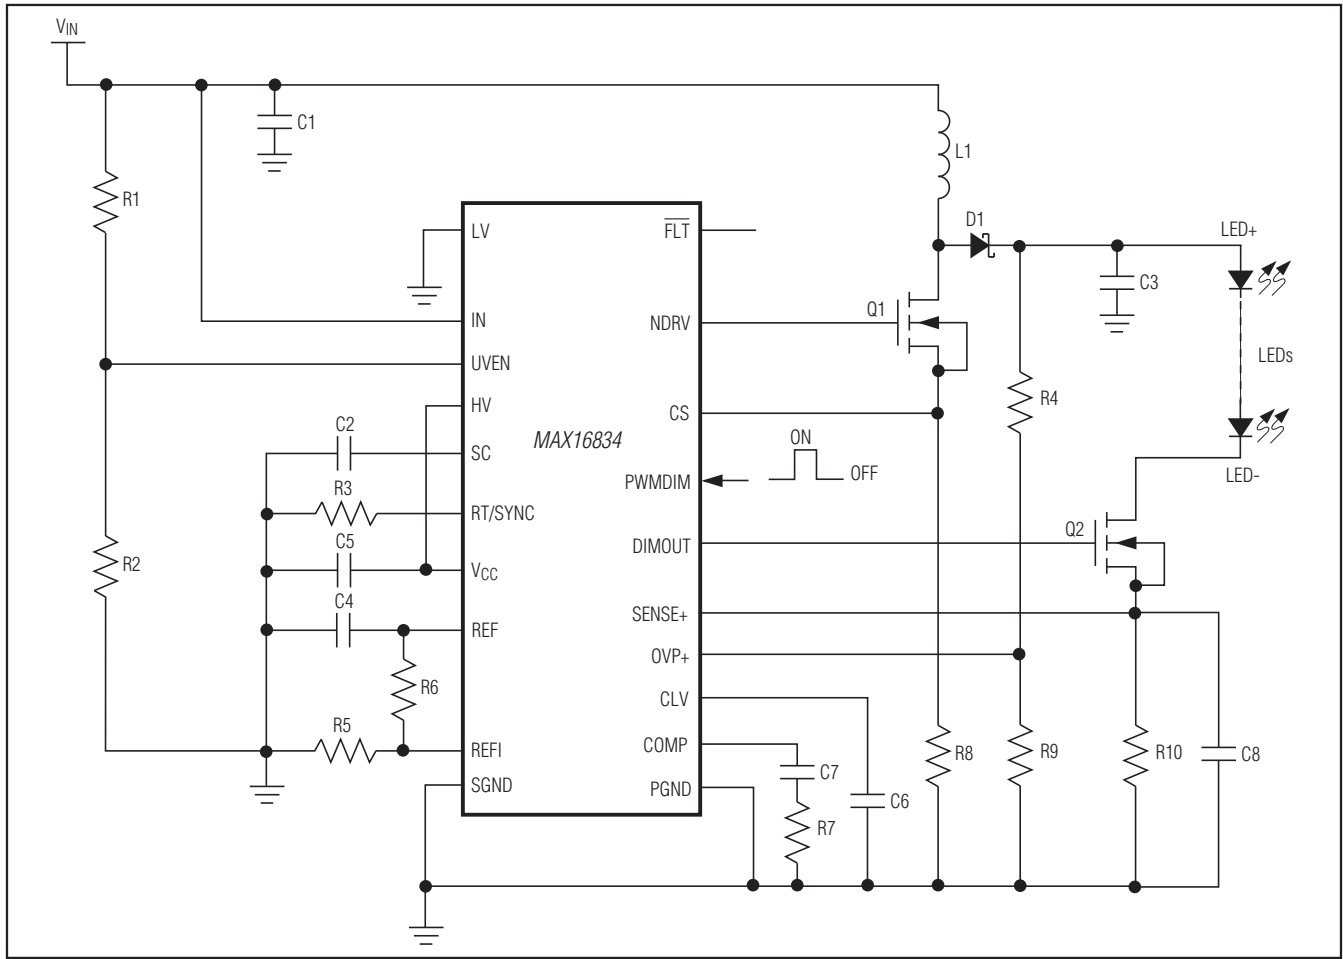 VIN
C1
L1
R1
D1
LED+
LV
FLT
C3
Q1
IN
NDRV
LEDs
UVEN
R4
HV
CS
C2
MAX16834
ON
SC
OFF
PWMDIM
LED-
R3
RT/SYNC
Q2
C5
DIMOUT
R2
VCC
C4
SENSE+
REF
OVP+
R6
CLV
R5
COMP
REFI
R8
R9
R10
C8
C7
SGND
PGND
C6
R7